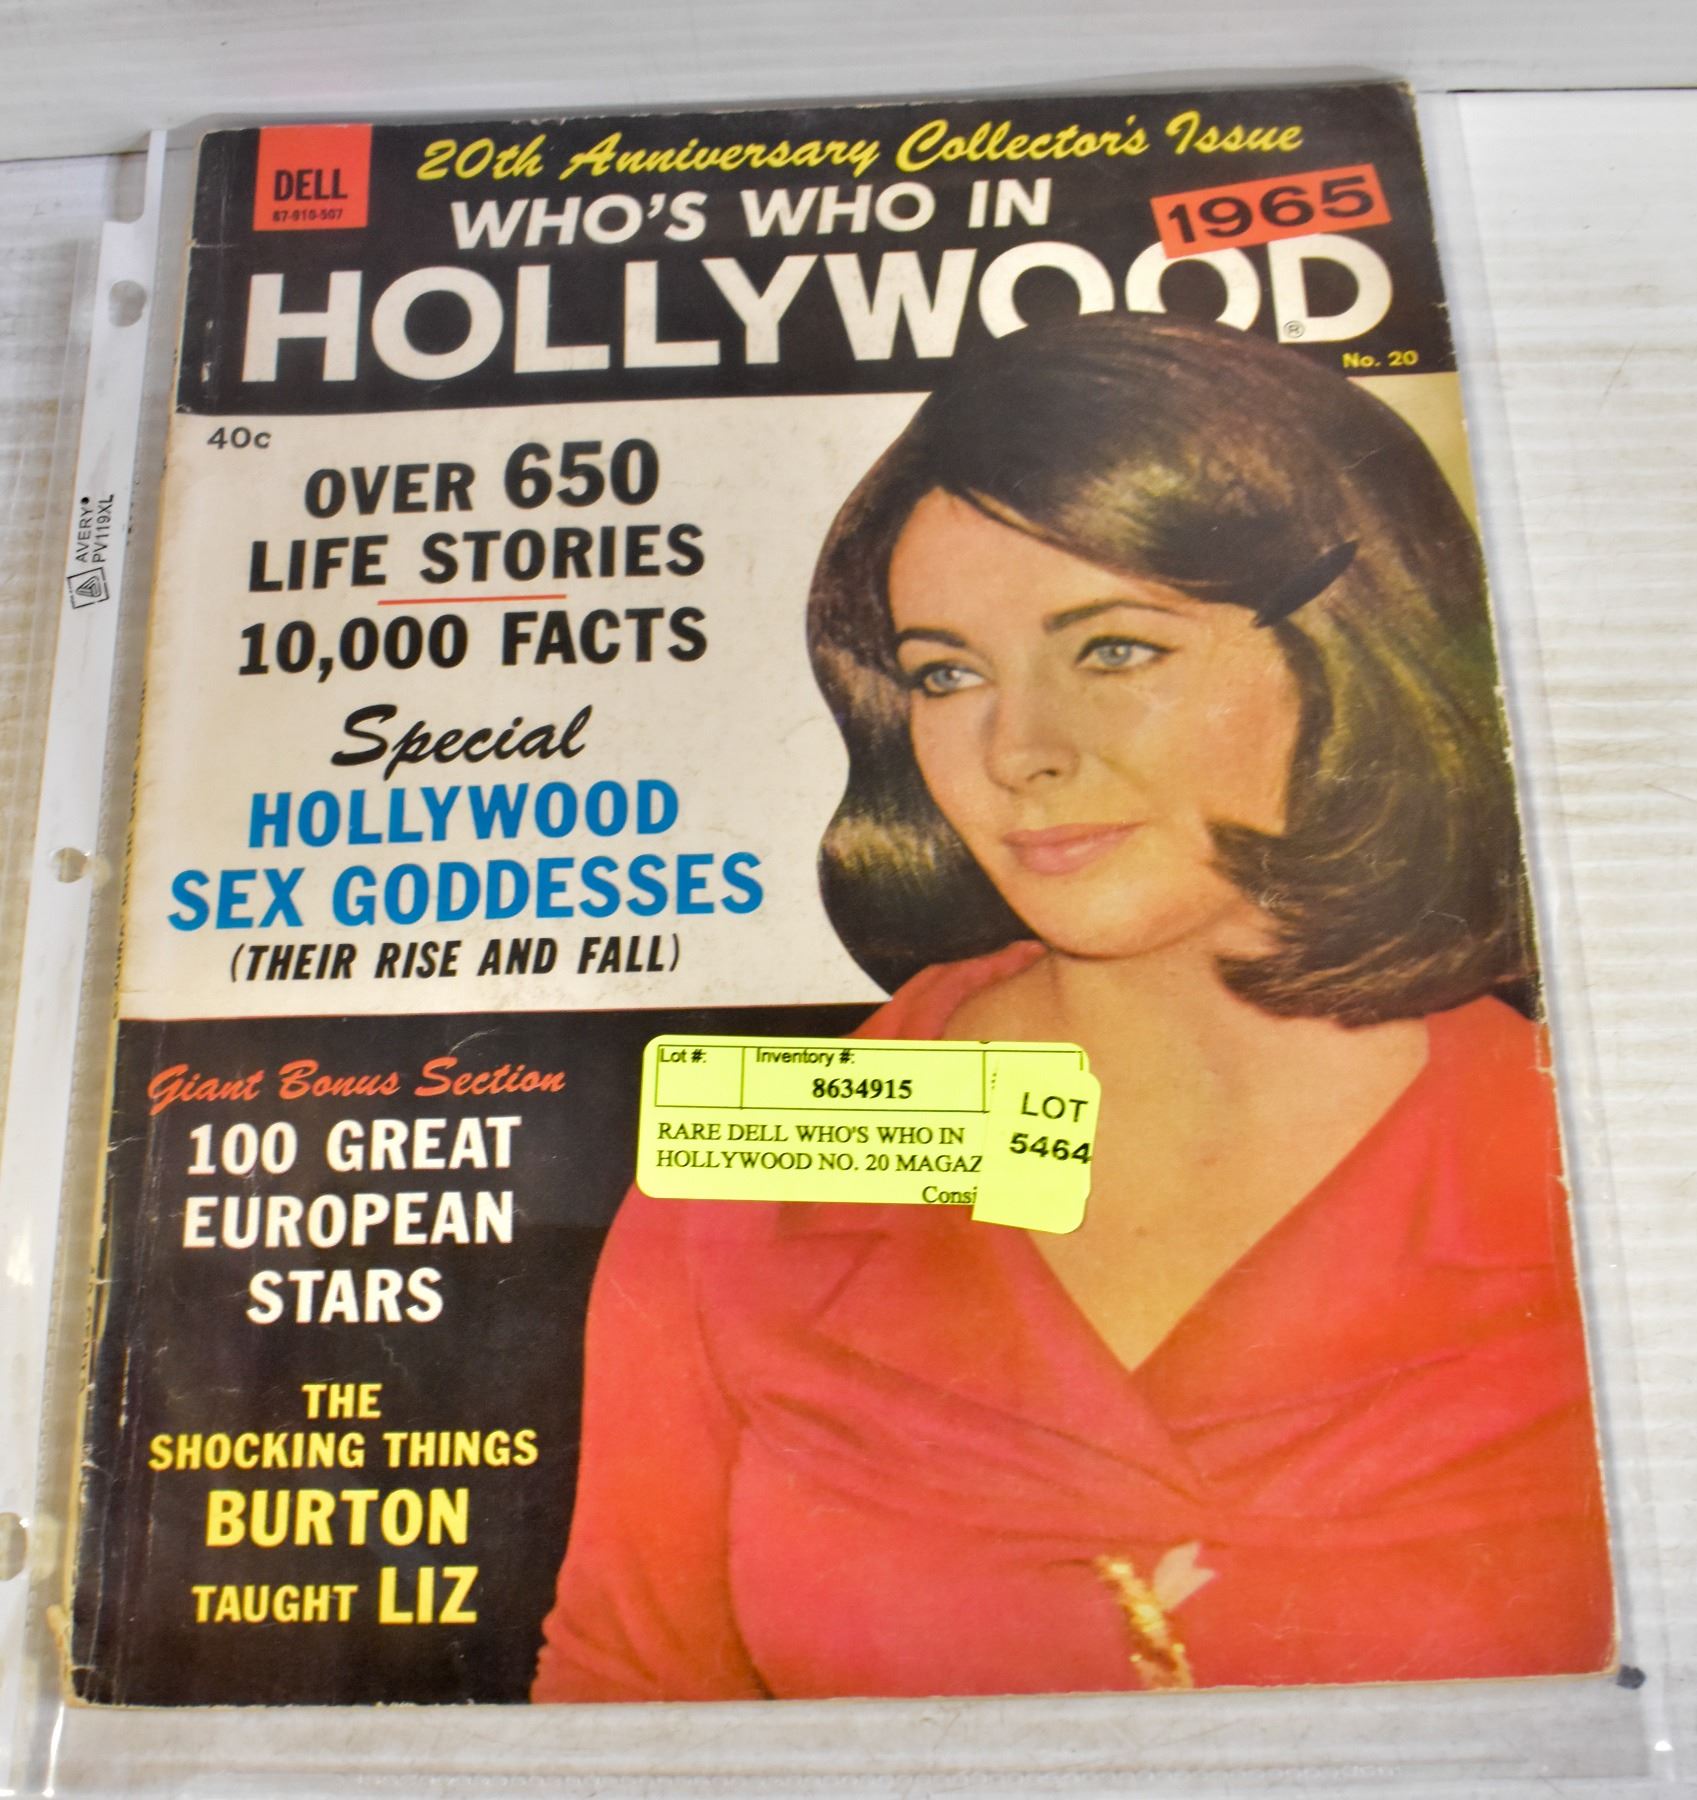 DELL
67-910-507
20th Anniversary Collector's Issue
WHO'S WHO IN
1965
HOLLYWOOD
®
No. 20
40c
OVER 650
LIFE STORIES
10,000 FACTS
Special
HOLLYWOOD
SEX GODDESSES
(THEIR RISE AND FALL)
Giant Bonus Section
100 GREAT
EUROPEAN
STARS
THE
SHOCKING THINGS
BURTON
TAUGHT LIZ
Lot #:
Inventory #:
8634915
RARE DELL WHO'S WHO IN
HOLLYWOOD NO. 20 MAGAZ
Consi
LOT
5464
AVERY
PV119XL